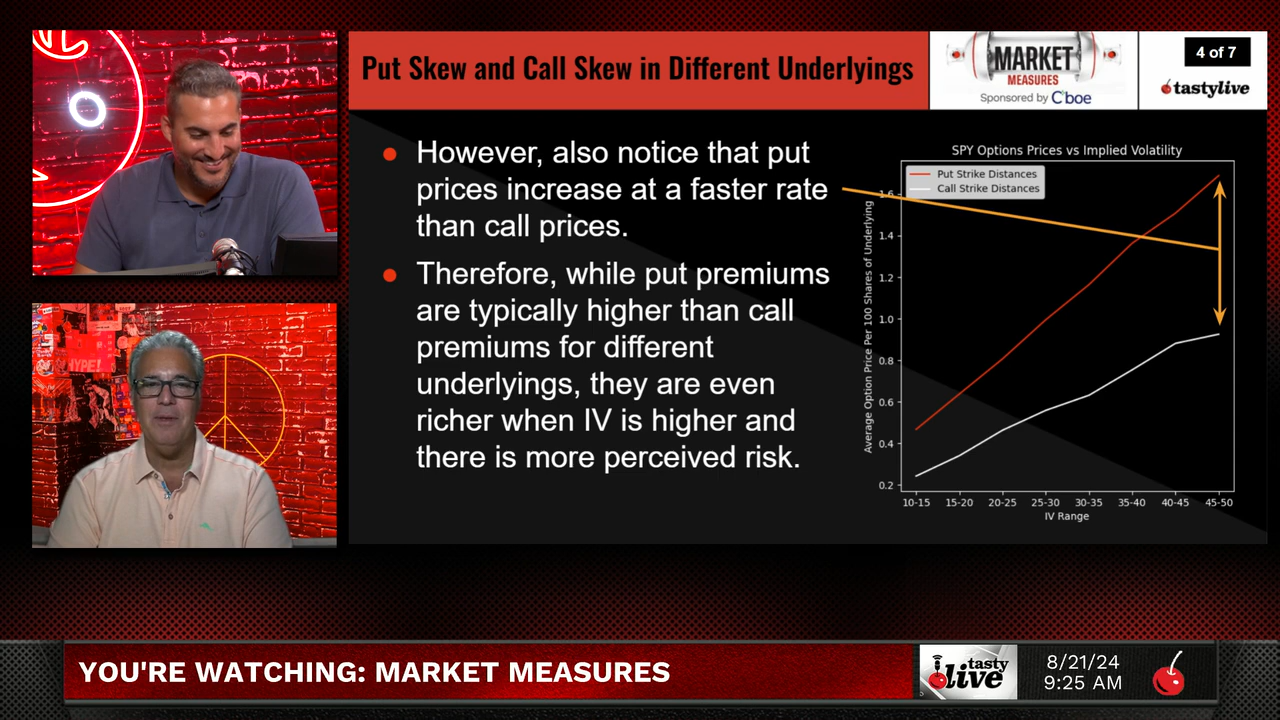 Put Skew and Call Skew in Different Underlyings
MARKET
MEASURES
Sponsored by Cboe
4 of 7
tastylive
However, also notice that put
prices increase at a faster rate
than call prices.
Therefore, while put premiums
are typically higher than call
premiums for different
underlyings, they are even
richer when IV is higher and
there is more perceived risk.
SPY Options Prices vs Implied Volatility
Put Strike Distances
Call Strike Distances
Average Option Price Per 100 Shares of Underlying
1.6
1.4
1.2
1.0
0.8
0.6
0.4
0.2
10-15 15-20 20-25 25-30 30-35 35-40 40-45 45-50
IV Range
HYPE!
YOU'RE WATCHING: MARKET MEASURES
tasty
live
8/21/24
9:25 AM